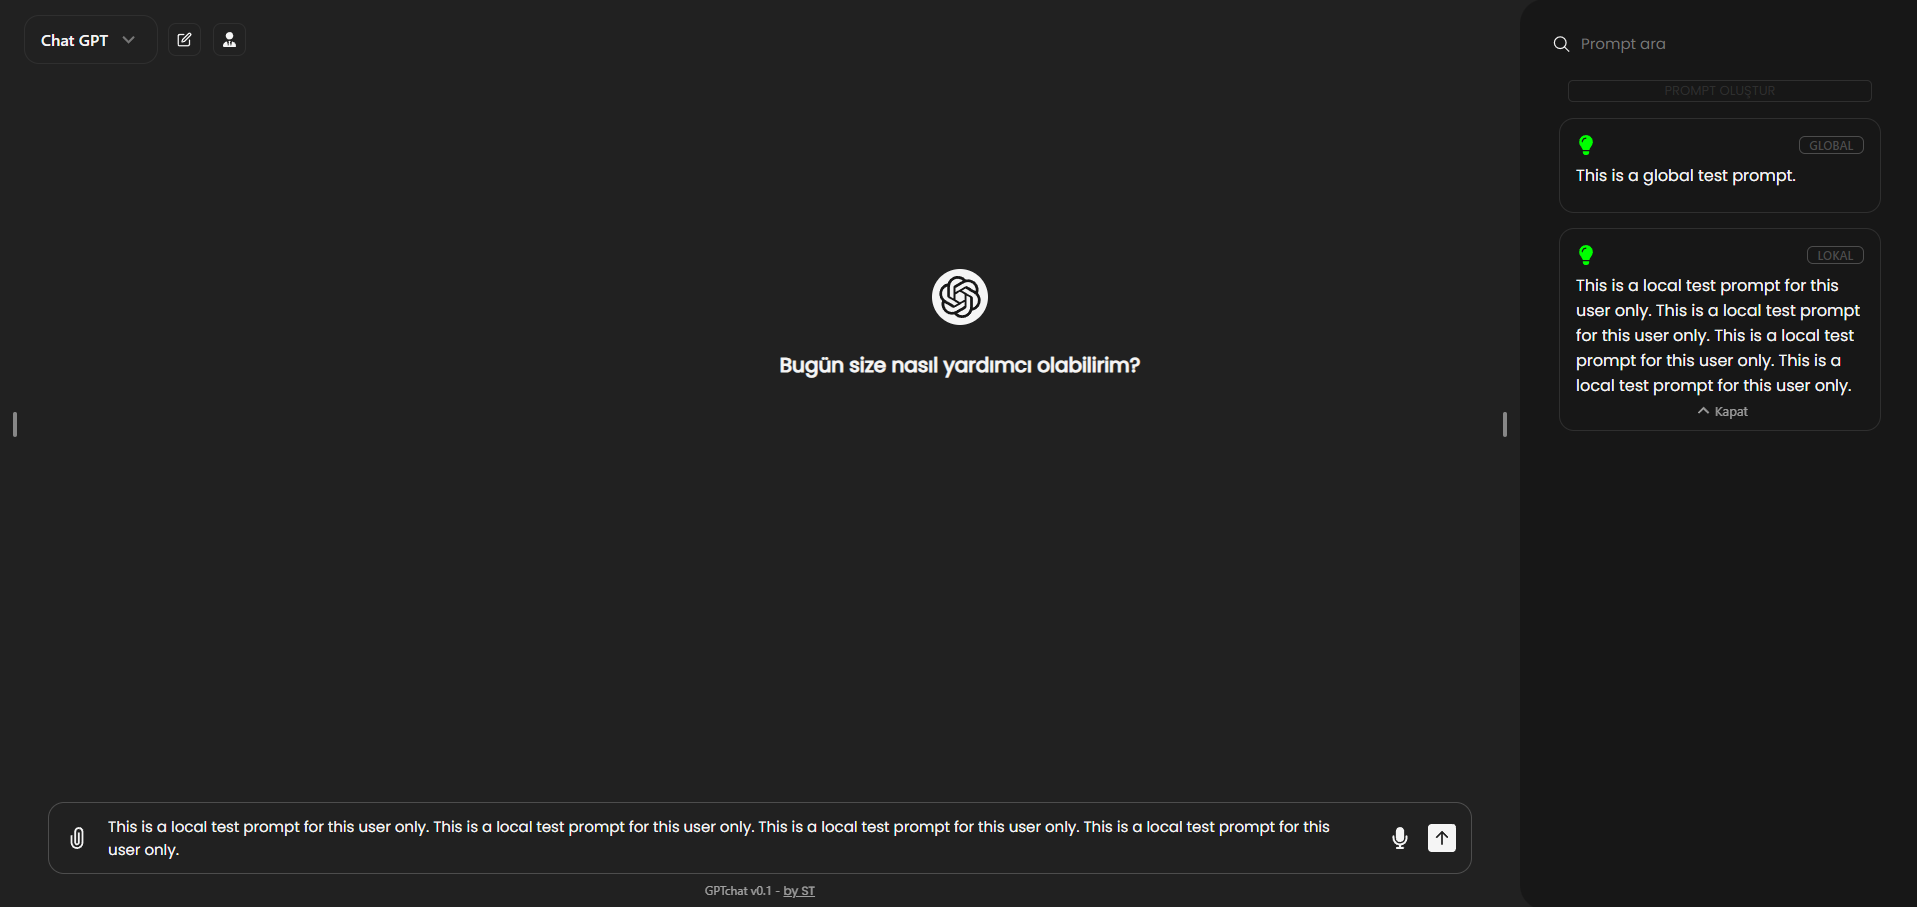 Chat GPT
Prompt ara
PROMPT OLUŞTUR
GLOBAL
This is a global test prompt.
LOKAL
This is a local test prompt for this
user only. This is a local test prompt
for this user only. This is a local test
prompt for this user only. This is a
local test prompt for this user only.
Kapat
Bugün size nasıl yardımcı olabilirim?
This is a local test prompt for this user only. This is a local test prompt for this user only. This is a local test prompt for this user only. This is a local test prompt for this
user only.
GPTchat v0.1 - by ST